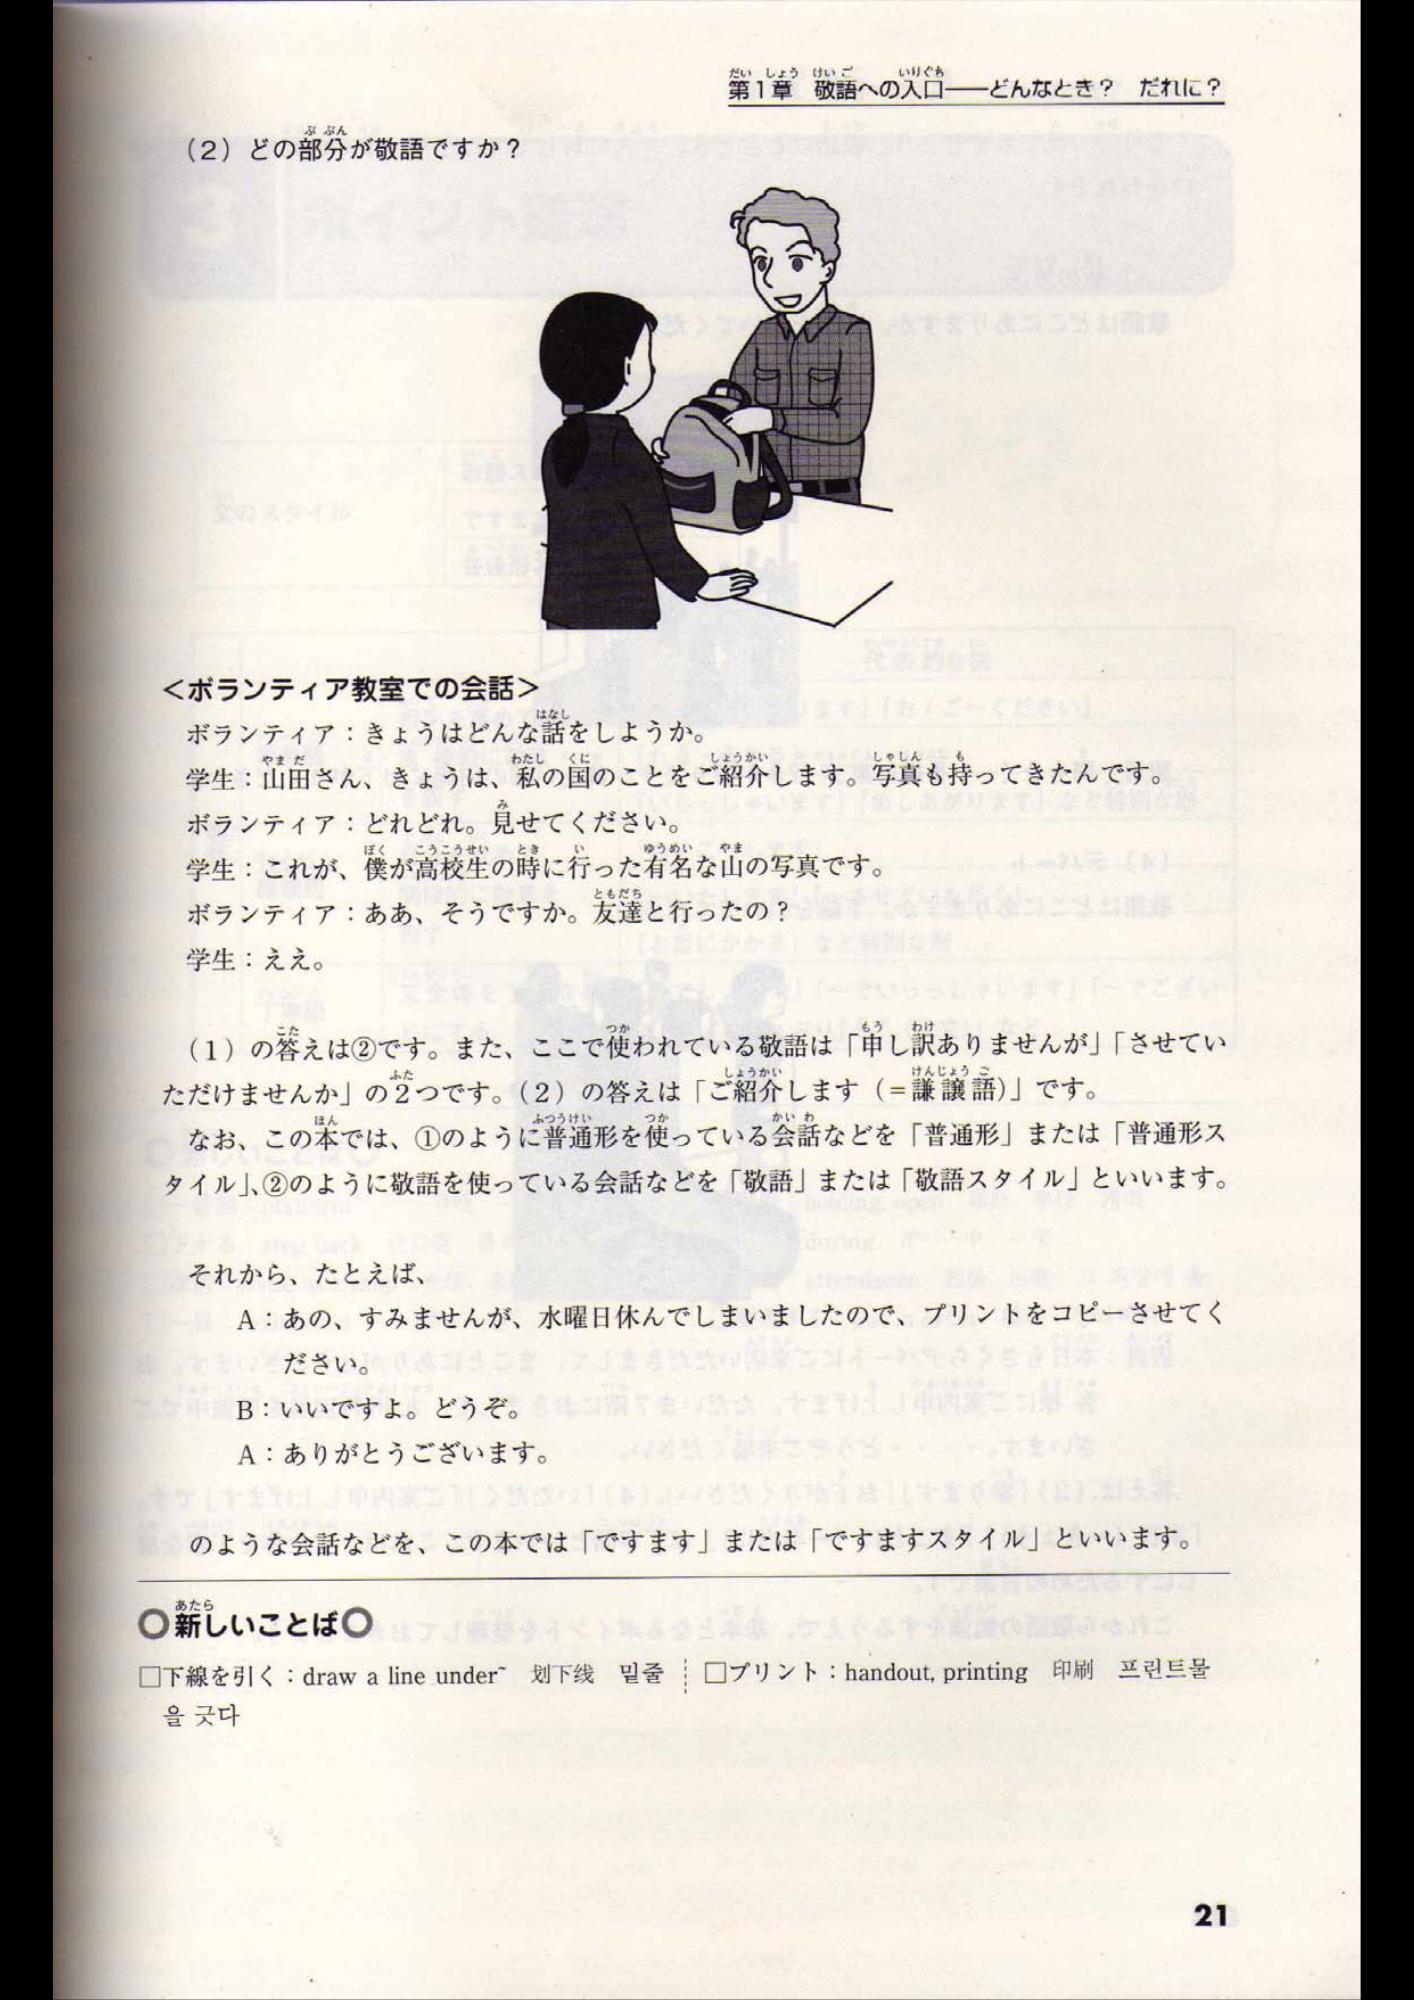 第1章 敬語への入口──どんなとき？ だれに？
（2）どの部分が敬語ですか？
＜ボランティア教室での会話＞
ボランティア：きょうはどんな話をしようか。
学生：山田さん、きょうは、私の国のことをご紹介します。写真も持ってきたんです。
ボランティア：どれどれ。見せてください。
学生：これが、僕が高校生の時に行った有名な山の写真です。
ボランティア：ああ、そうですか。友達と行ったの？
学生：ええ。
（1）の答えは②です。また、ここで使われている敬語は「申し訳ありませんが」「させてい
ただけませんか」の2つです。（2）の答えは「ご紹介します（=謙譲語）」です。
なお、この本では、①のように普通形を使っている会話などを「普通形」または「普通形ス
タイル」、②のように敬語を使っている会話などを「敬語」または「敬語スタイル」といいます。
それから、たとえば、
A：あの、すみませんが、水曜日休んでしまいましたので、プリントをコピーさせてく
ださい。
B：いいですよ。どうぞ。
A：ありがとうございます。
のような会話などを、この本では「ですます」または「ですますスタイル」といいます。
○新しいことば○
□下線を引く：draw a line under~ 划下线 밑줄 □プリント：handout, printing 印刷 프린트물
을 긋다
21